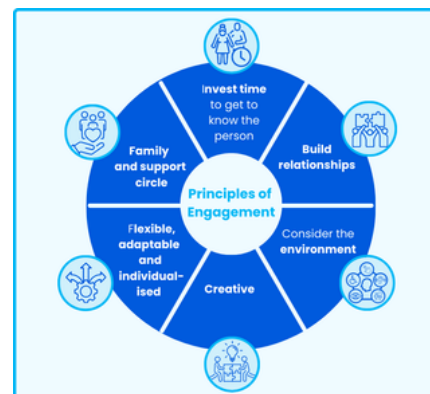 Invest time
to get to
know the
person
Build
relationships
Consider the
environment
Creative
Flexible,
adaptable
and
individual-
ised
Family
and support
circle
Principles of
Engagement